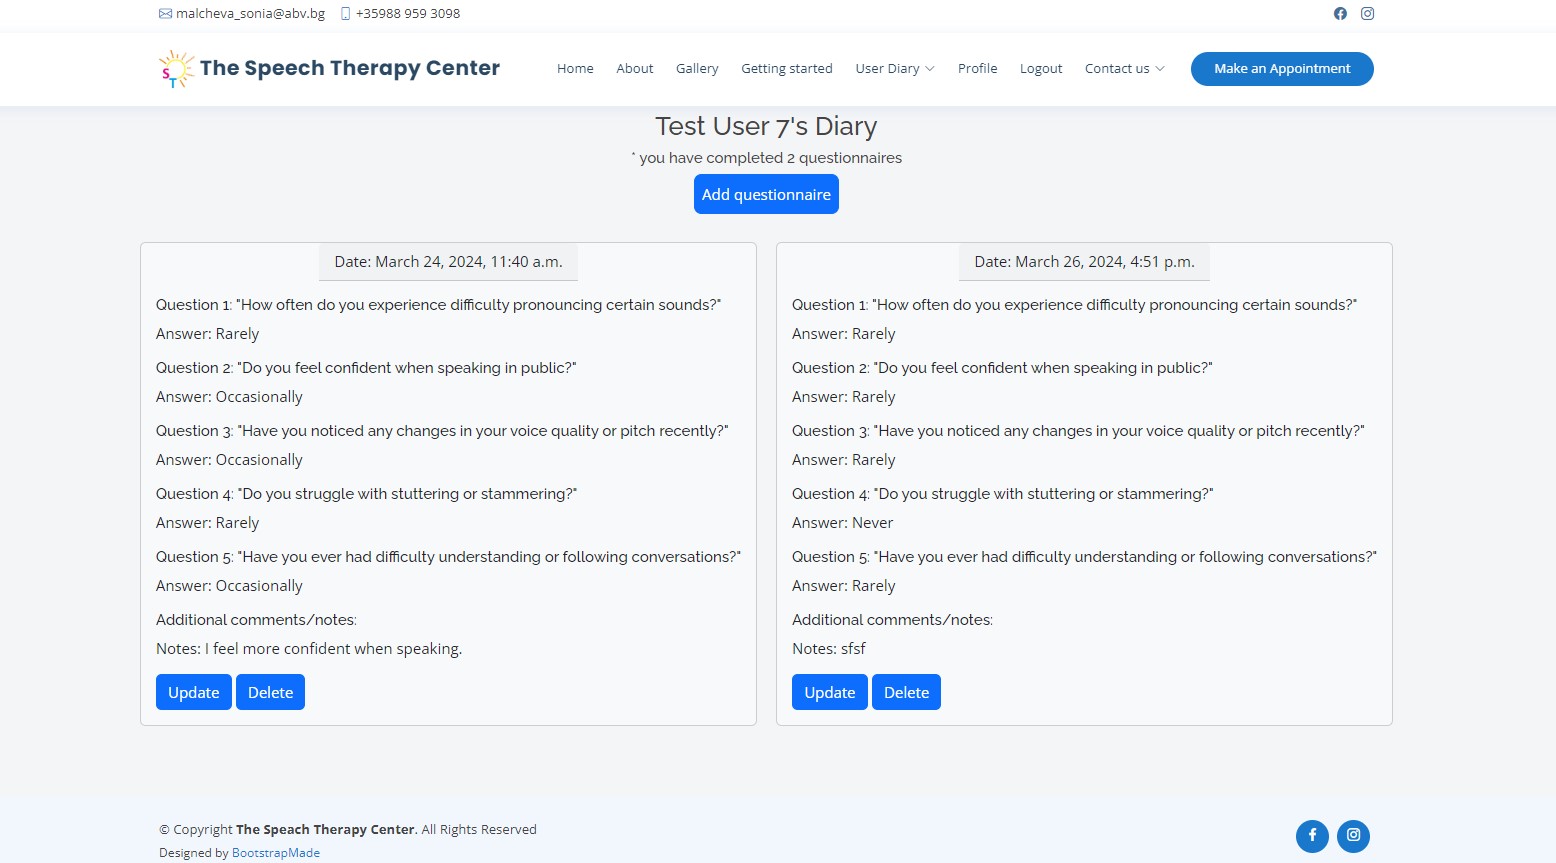 malcheva_sonia@abv.bg +35988 959 3098
S T The Speech Therapy Center Home About Gallery Getting started User Diary Profile Logout Contact us Make an Appointment
Test User 7's Diary
* you have completed 2 questionnaires
Add questionnaire
Date: March 24, 2024, 11:40 a.m.
Question 1: "How often do you experience difficulty pronouncing certain sounds?"
Answer: Rarely
Question 2: "Do you feel confident when speaking in public?"
Answer: Occasionally
Question 3: "Have you noticed any changes in your voice quality or pitch recently?"
Answer: Occasionally
Question 4: "Do you struggle with stuttering or stammering?"
Answer: Rarely
Question 5: "Have you ever had difficulty understanding or following conversations?"
Answer: Occasionally
Additional comments/notes:
Notes: I feel more confident when speaking.
Update Delete
Date: March 26, 2024, 4:51 p.m.
Question 1: "How often do you experience difficulty pronouncing certain sounds?"
Answer: Rarely
Question 2: "Do you feel confident when speaking in public?"
Answer: Rarely
Question 3: "Have you noticed any changes in your voice quality or pitch recently?"
Answer: Rarely
Question 4: "Do you struggle with stuttering or stammering?"
Answer: Never
Question 5: "Have you ever had difficulty understanding or following conversations?"
Answer: Rarely
Additional comments/notes:
Notes: sfsf
Update Delete
© Copyright The Speach Therapy Center. All Rights Reserved
Designed by BootstrapMade